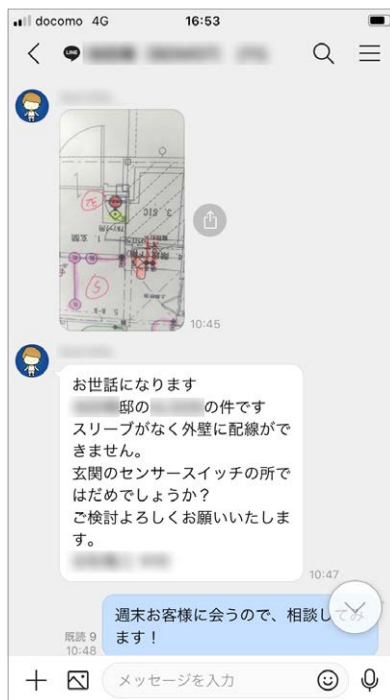 docomo 4G 16:53
LINE
10:45
お世話になります
邸の の件です
スリーブがなく外壁に配線がで
きません。
玄関のセンサースイッチの所で
はだめでしょうか？
ご検討よろしくお願いいたしま
す。
10:47
週末お客様に会うので、相談してみ
ます！
既読 9
10:48
メッセージを入力